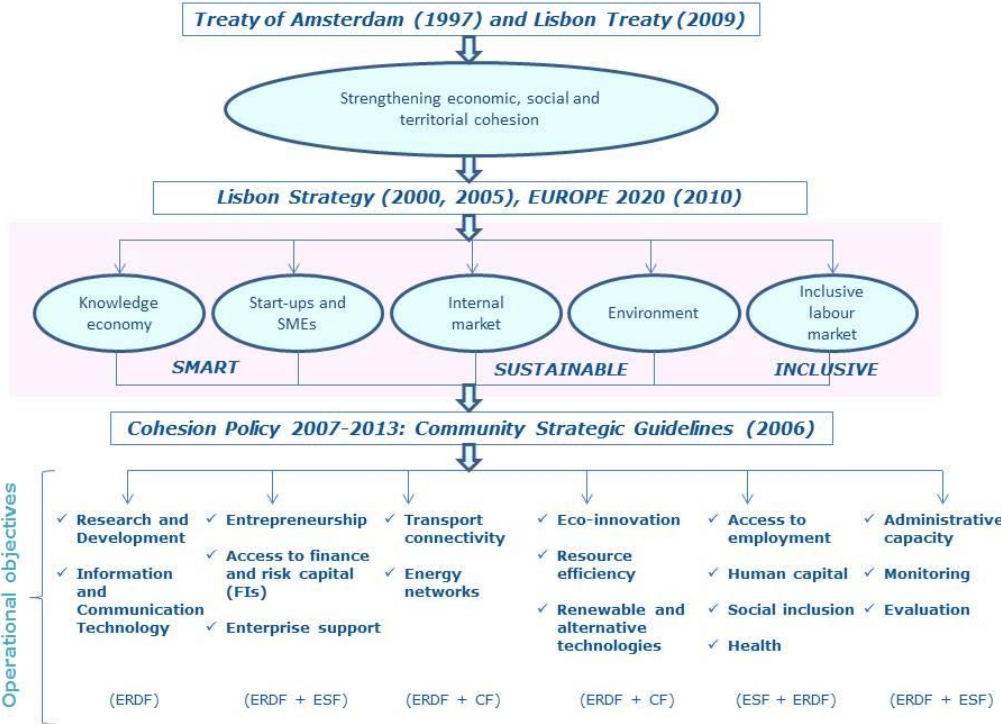 Treaty of Amsterdam (1997) and Lisbon Treaty (2009)
Strengthening economic, social and
territorial cohesion
Lisbon Strategy (2000, 2005), EUROPE 2020 (2010)
Knowledge
economy
Start-ups and
SMEs
Internal
market
Environment
Inclusive
labour
market
SMART
SUSTAINABLE
INCLUSIVE
Cohesion Policy 2007-2013: Community Strategic Guidelines (2006)
Operational objectives
✓ Research and
Development
✓ Information
and
Communication
Technology
(ERDF)
✓ Entrepreneurship
✓ Access to finance
and risk capital
(FIs)
✓ Enterprise support
(ERDF + ESF)
✓ Transport
connectivity
✓ Energy
networks
(ERDF + CF)
✓ Eco-innovation
✓ Resource
efficiency
✓ Renewable and
alternative
technologies
(ERDF + CF)
✓ Access to
employment
✓ Human capital
✓ Social inclusion
✓ Health
(ESF + ERDF)
✓ Administrative
capacity
✓ Monitoring
✓ Evaluation
(ERDF + ESF)